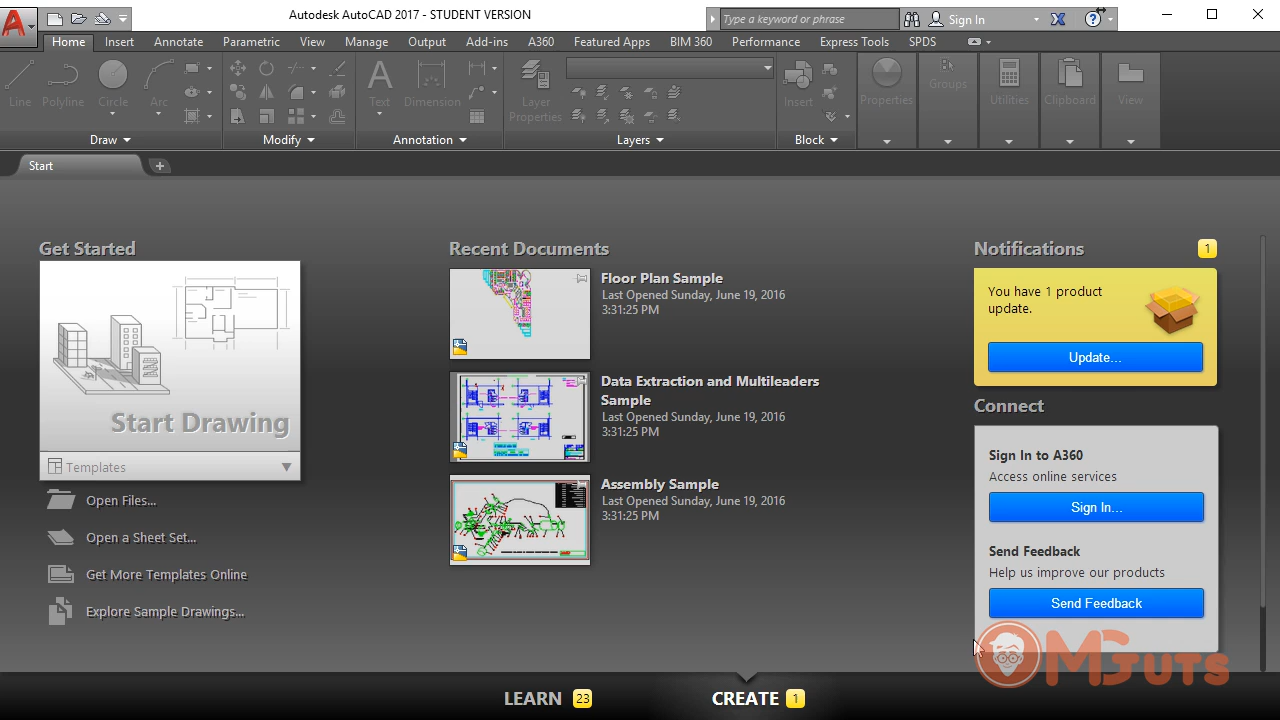 Autodesk AutoCAD 2017 - STUDENT VERSION
Type a keyword or phrase
Sign In
Home Insert Annotate Parametric View Manage Output Add-ins A360 Featured Apps BIM 360 Performance Express Tools SPDS
Line Polyline Circle Arc
Text Dimension
Layer
Properties
Insert
Properties
Groups
Utilities
Clipboard
View
Draw Modify Annotation Layers Block
Start
Get Started
Start Drawing
Templates
Open Files...
Open a Sheet Set...
Get More Templates Online
Explore Sample Drawings...
Recent Documents
Floor Plan Sample
Last Opened Sunday, June 19, 2016
3:31:25 PM
Data Extraction and Multileaders
Sample
Last Opened Sunday, June 19, 2016
3:31:25 PM
Assembly Sample
Last Opened Sunday, June 19, 2016
3:31:25 PM
Notifications 1
You have 1 product
update.
Update...
Connect
Sign In to A360
Access online services
Sign In...
Send Feedback
Help us improve our products
Send Feedback
LEARN 23
CREATE 1